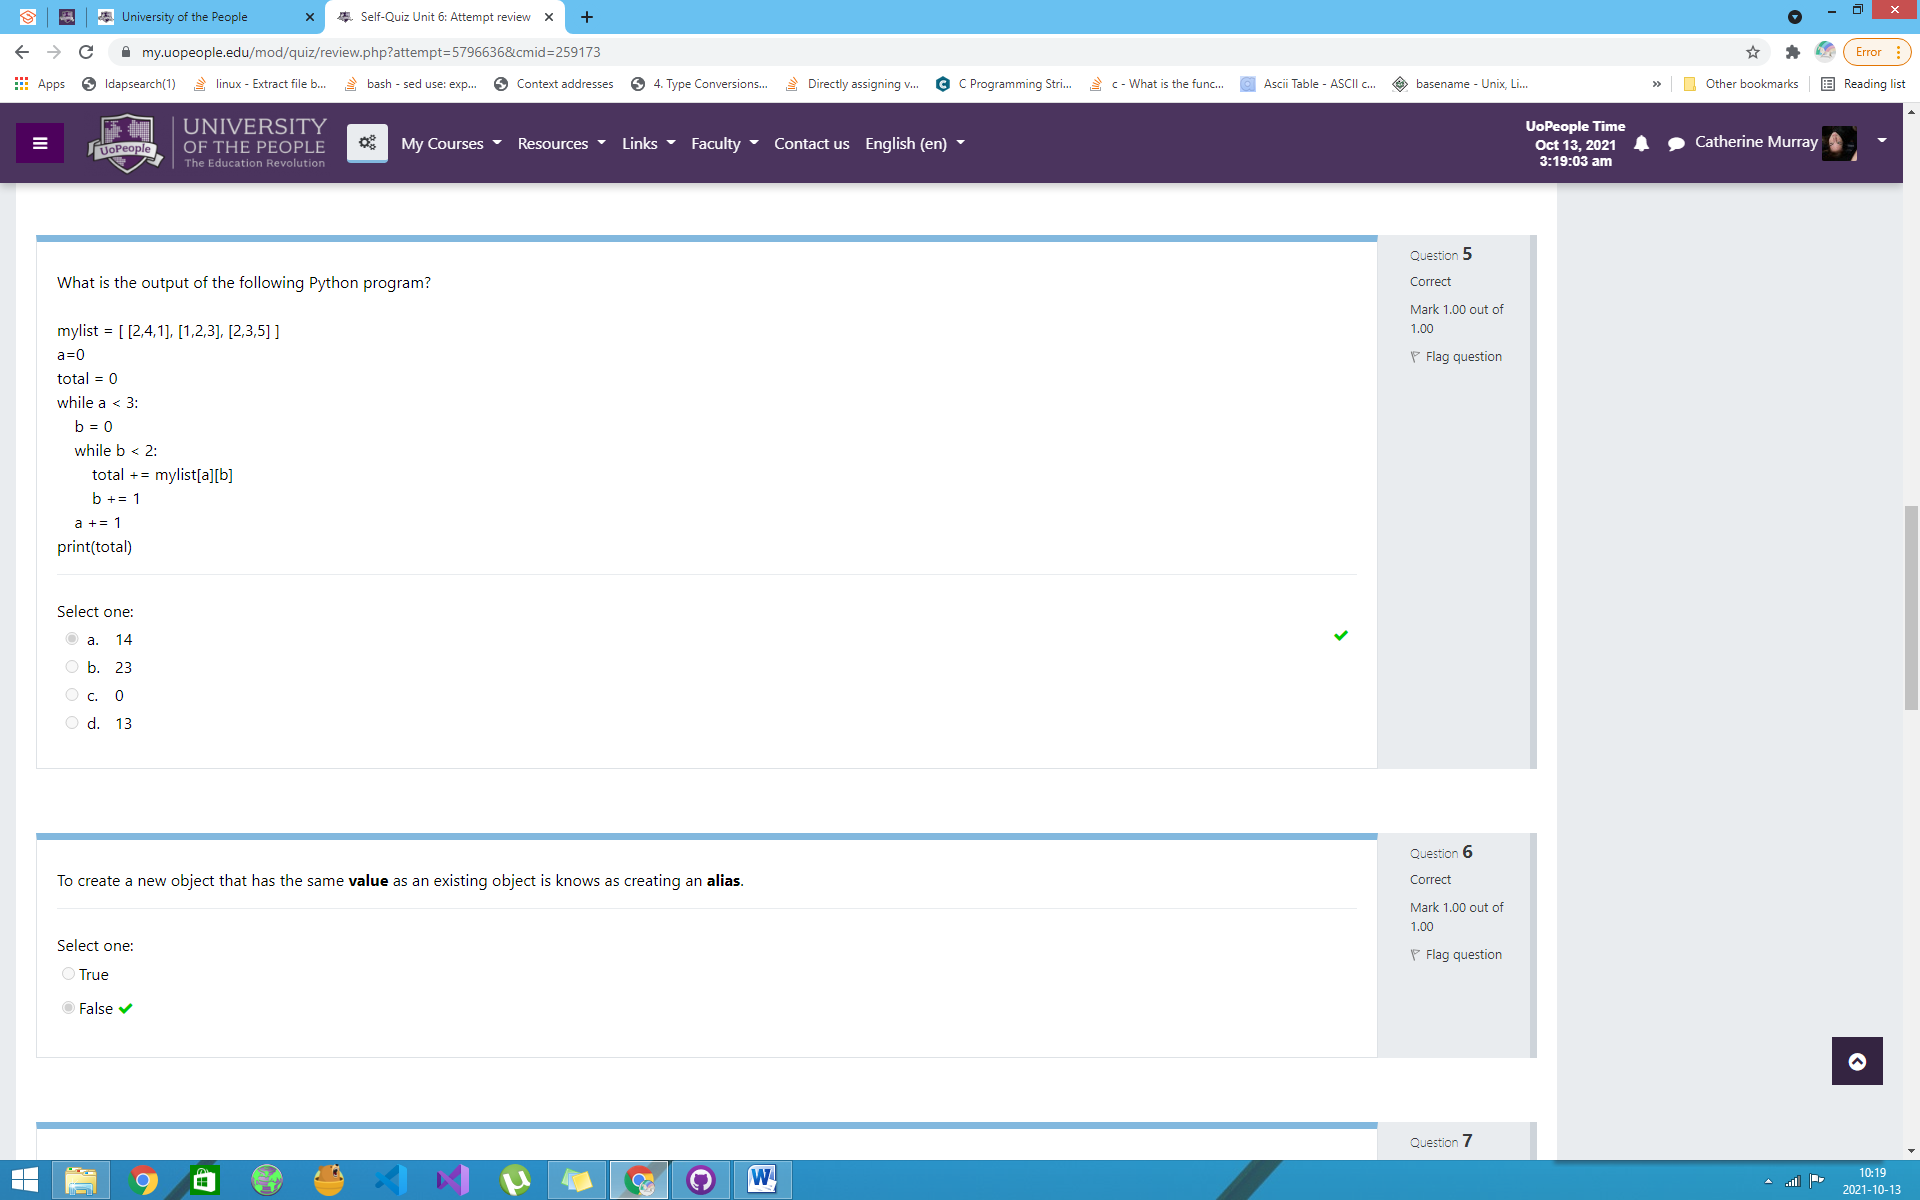 University of the People
Self-Quiz Unit 6: Attempt review
my.uopeople.edu/mod/quiz/review.php?attempt=5796636&cmid=259173
Error
Apps
ldapsearch(1)
linux - Extract file b...
bash - sed use: exp...
Context addresses
4. Type Conversions...
Directly assigning v...
C Programming Stri...
c - What is the func...
Ascii Table - ASCII c...
basename - Unix, Li...
»
Other bookmarks
Reading list
UoPeople
UNIVERSITY
OF THE PEOPLE
The Education Revolution
My Courses
Resources
Links
Faculty
Contact us
English (en)
UoPeople Time
Oct 13, 2021
3:19:03 am
Catherine Murray
What is the output of the following Python program?
mylist = [ [2,4,1], [1,2,3], [2,3,5] ]
a=0
total = 0
while a < 3:
b = 0
while b < 2:
total += mylist[a][b]
b += 1
a += 1
print(total)
Select one:
a. 14
b. 23
c. 0
d. 13
Question 5
Correct
Mark 1.00 out of
1.00
Flag question
To create a new object that has the same value as an existing object is knows as creating an alias.
Select one:
True
False
Question 6
Correct
Mark 1.00 out of
1.00
Flag question
Question 7
10:19
2021-10-13